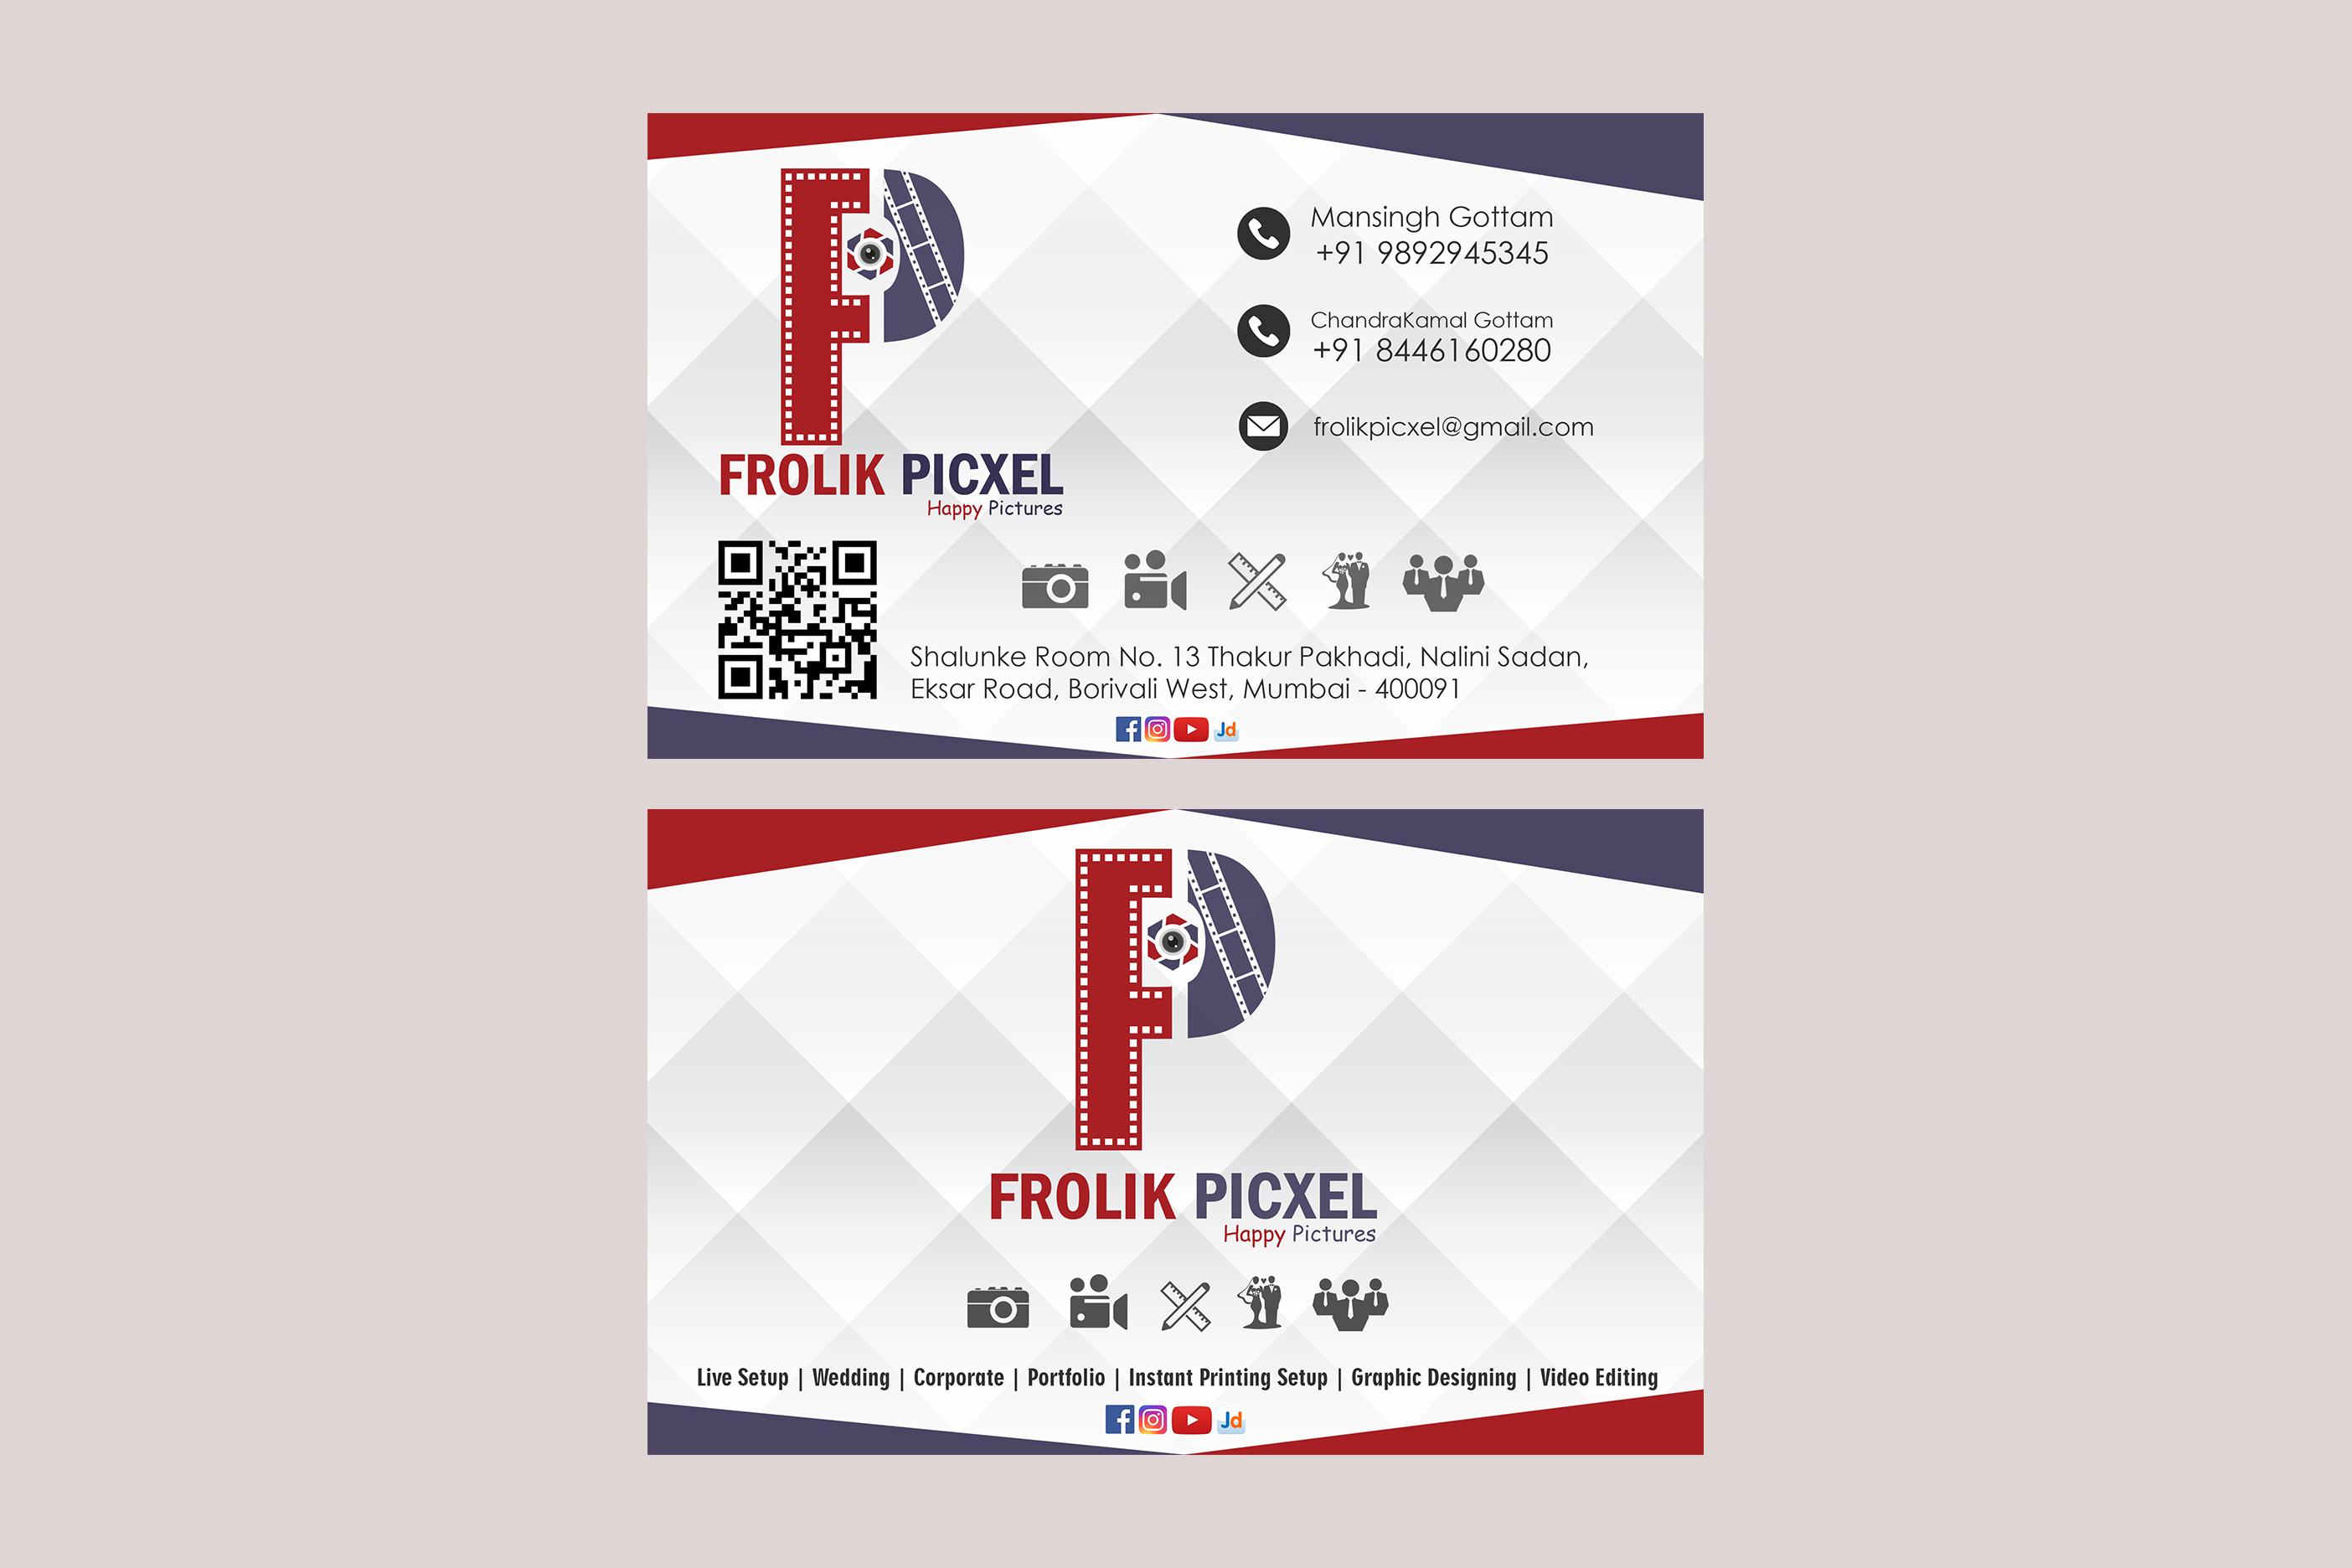 FP
Mansingh Gottam
+91 9892945345
ChandraKamal Gottam
+91 8446160280
frolikpicxel@gmail.com
FROLIK PICXEL
Happy Pictures
Shalunke Room No. 13 Thakur Pakhadi, Nalini Sadan,
Eksar Road, Borivali West, Mumbai - 400091
f Jd
FP
FROLIK PICXEL
Happy Pictures
Live Setup | Wedding | Corporate | Portfolio | Instant Printing Setup | Graphic Designing | Video Editing
f Jd